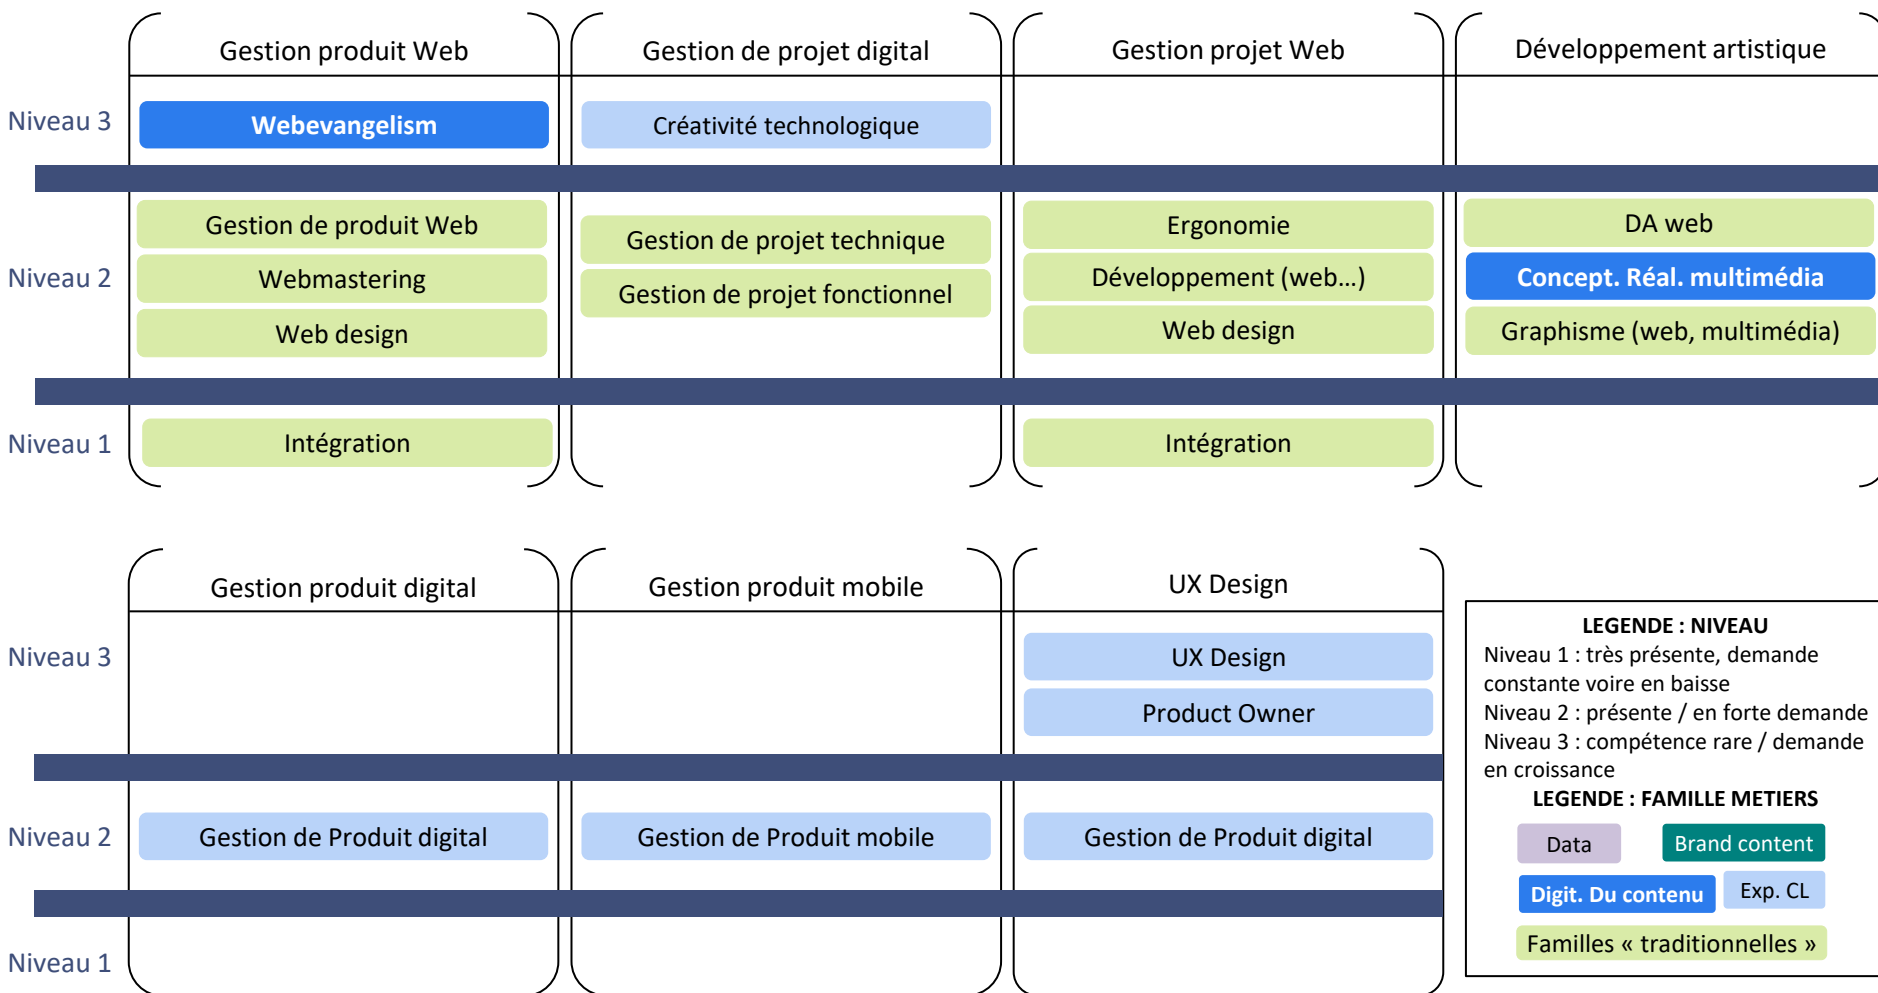 Gestion produit Web
Gestion de projet digital
Gestion projet Web
Développement artistique
Niveau 3
Webevangelism
Créativité technologique
Niveau 2
Gestion de produit Web
Webmastering
Web design
Gestion de projet technique
Gestion de projet fonctionnel
Ergonomie
Développement (web...)
Web design
DA web
Concept. Réal. multimédia
Graphisme (web, multimédia)
Niveau 1
Intégration
Intégration
Gestion produit digital
Gestion produit mobile
UX Design
Niveau 3
UX Design
Product Owner
Niveau 2
Gestion de Produit digital
Gestion de Produit mobile
Gestion de Produit digital
Niveau 1
LEGENDE : NIVEAU
Niveau 1 : très présente, demande
constante voire en baisse
Niveau 2 : présente / en forte demande
Niveau 3 : compétence rare / demande
en croissance
LEGENDE : FAMILLE METIERS
Data
Brand content
Digit. Du contenu
Exp. CL
Familles « traditionnelles »